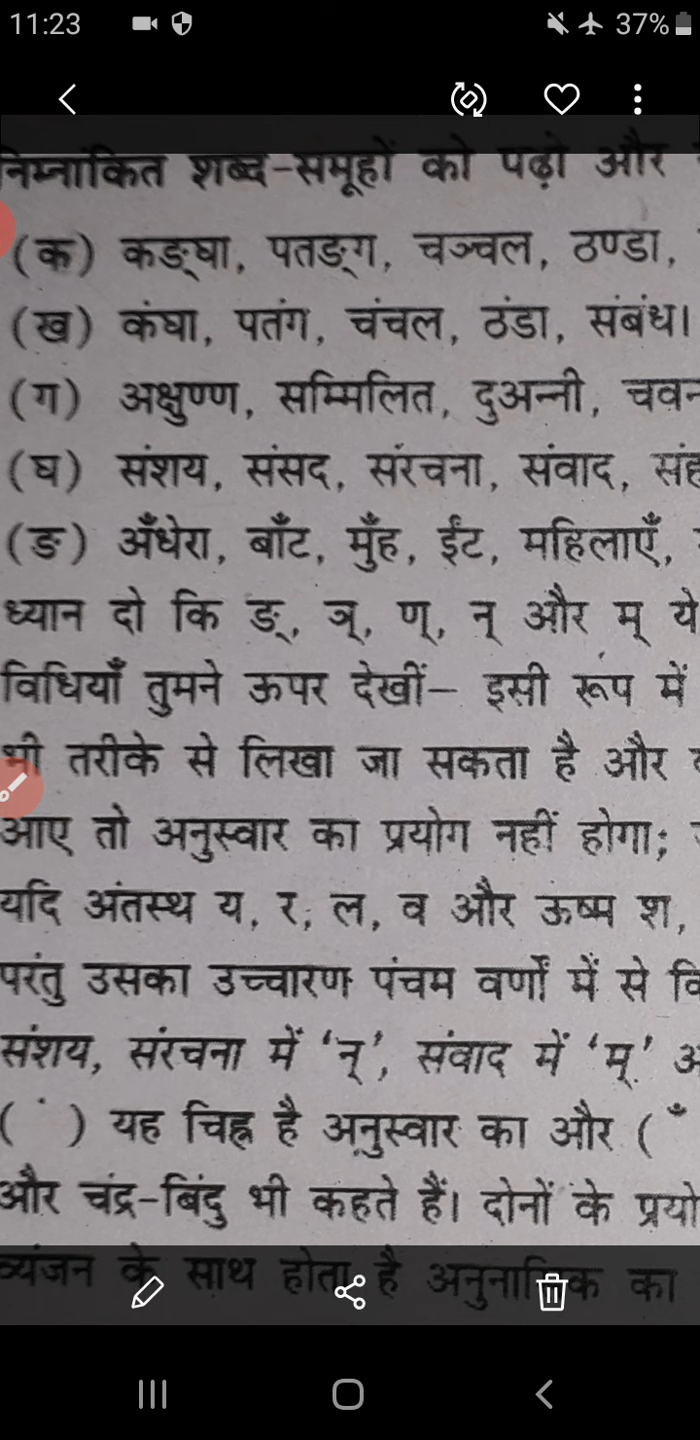 11:23 37%
निम्नांकित शब्द-समूहों को पढ़ो और
(क) कङ्घा, पतङ्ग, चञ्चल, ठण्डा,
(ख) कंघा, पतंग, चंचल, ठंडा, संबंध।
(ग) अक्षुण्ण, सम्मिलित, दुअन्नी, चवन
(घ) संशय, संसद, संरचना, संवाद, संह
(ङ) अँधेरा, बाँट, मुँह, ईंट, महिलाएँ,
ध्यान दो कि ङ्, ञ्, ण्, न् और म् ये
विधियाँ तुमने ऊपर देखीं– इसी रूप में
भी तरीके से लिखा जा सकता है और
आए तो अनुस्वार का प्रयोग नहीं होगा;
यदि अंतस्थ य, र, ल, व और ऊष्म श,
परंतु उसका उच्चारण पंचम वर्णों में से
संशय, संरचना में ‘न्’, संवाद में ‘म्’
( ं ) यह चिह्न है अनुस्वार का और ( ँ
और चंद्र-बिंदु भी कहते हैं। दोनों के प्रयो
व्यंजन के साथ होता है अनुनासिक का